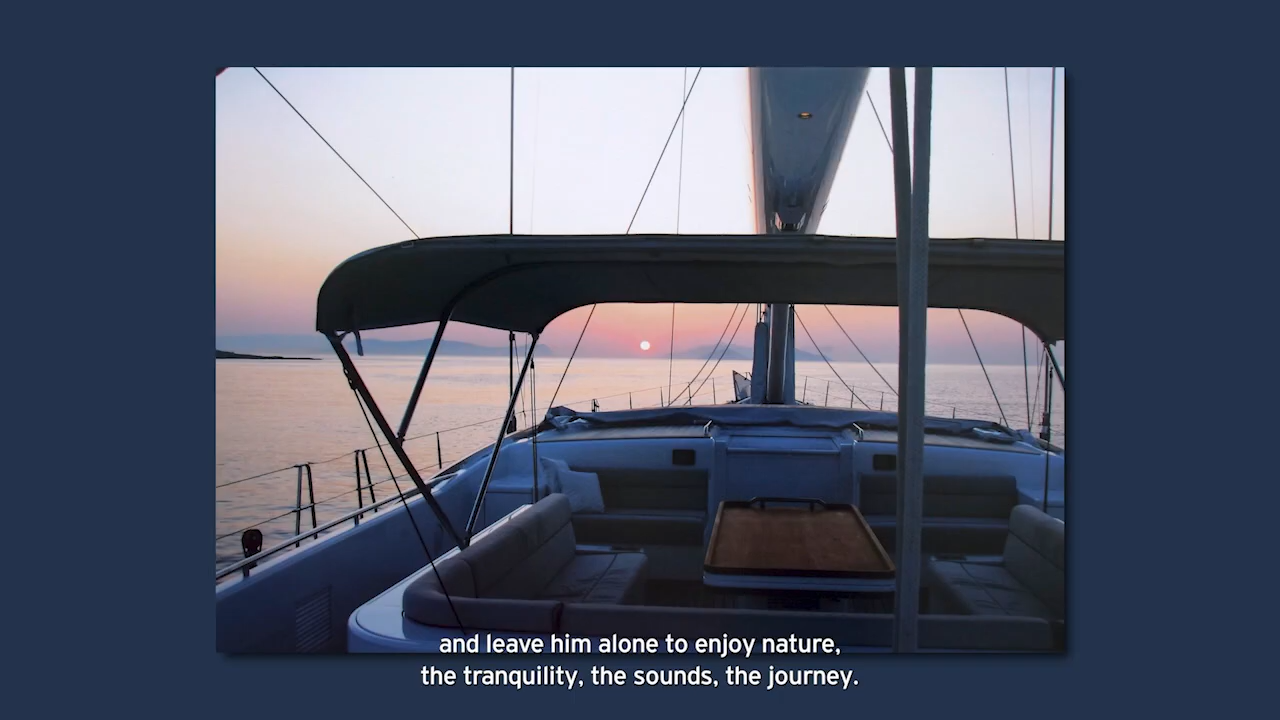 and leave him alone to enjoy nature,
the tranquility, the sounds, the journey.